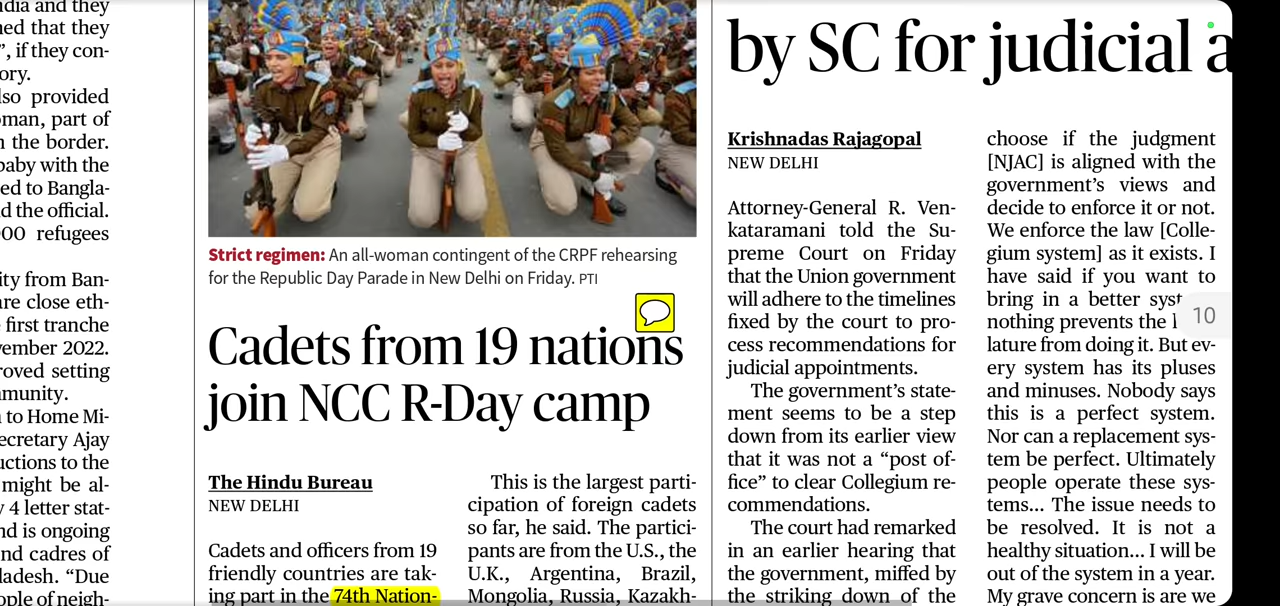 ndia and they
ned that they
”, if they con-
ory.
lso provided
oman, part of
n the border.
baby with the
ed to Bangla-
d the official.
00 refugees
ity from Ban-
are close eth-
first tranche
vember 2022.
roved setting
mmunity.
n to Home Mi-
ecretary Ajay
uctions to the
might be al-
y 4 letter stat-
nd is ongoing
nd cadres of
ladesh. “Due
ople of neigh-
Strict regimen: An all-woman contingent of the CRPF rehearsing
for the Republic Day Parade in New Delhi on Friday. PTI
Cadets from 19 nations
join NCC R-Day camp
The Hindu Bureau
NEW DELHI
Cadets and officers from 19
friendly countries are tak-
ing part in the 74th Nation-
This is the largest parti-
cipation of foreign cadets
so far, he said. The partici-
pants are from the U.S., the
U.K., Argentina, Brazil,
Mongolia, Russia, Kazakh-
by SC for judicial a
Krishnadas Rajagopal
NEW DELHI
Attorney-General R. Ven-
kataramani told the Su-
preme Court on Friday
that the Union government
will adhere to the timelines
fixed by the court to pro-
cess recommendations for
judicial appointments.
The government’s state-
ment seems to be a step
down from its earlier view
that it was not a “post of-
fice” to clear Collegium re-
commendations.
The court had remarked
in an earlier hearing that
the government, miffed by
the striking down of the
choose if the judgment
[NJAC] is aligned with the
government’s views and
decide to enforce it or not.
We enforce the law [Colle-
gium system] as it exists. I
have said if you want to
bring in a better syst
nothing prevents the l
lature from doing it. But ev-
ery system has its pluses
and minuses. Nobody says
this is a perfect system.
Nor can a replacement sys-
tem be perfect. Ultimately
people operate these sys-
tems... The issue needs to
be resolved. It is not a
healthy situation... I will be
out of the system in a year.
My grave concern is are we
10